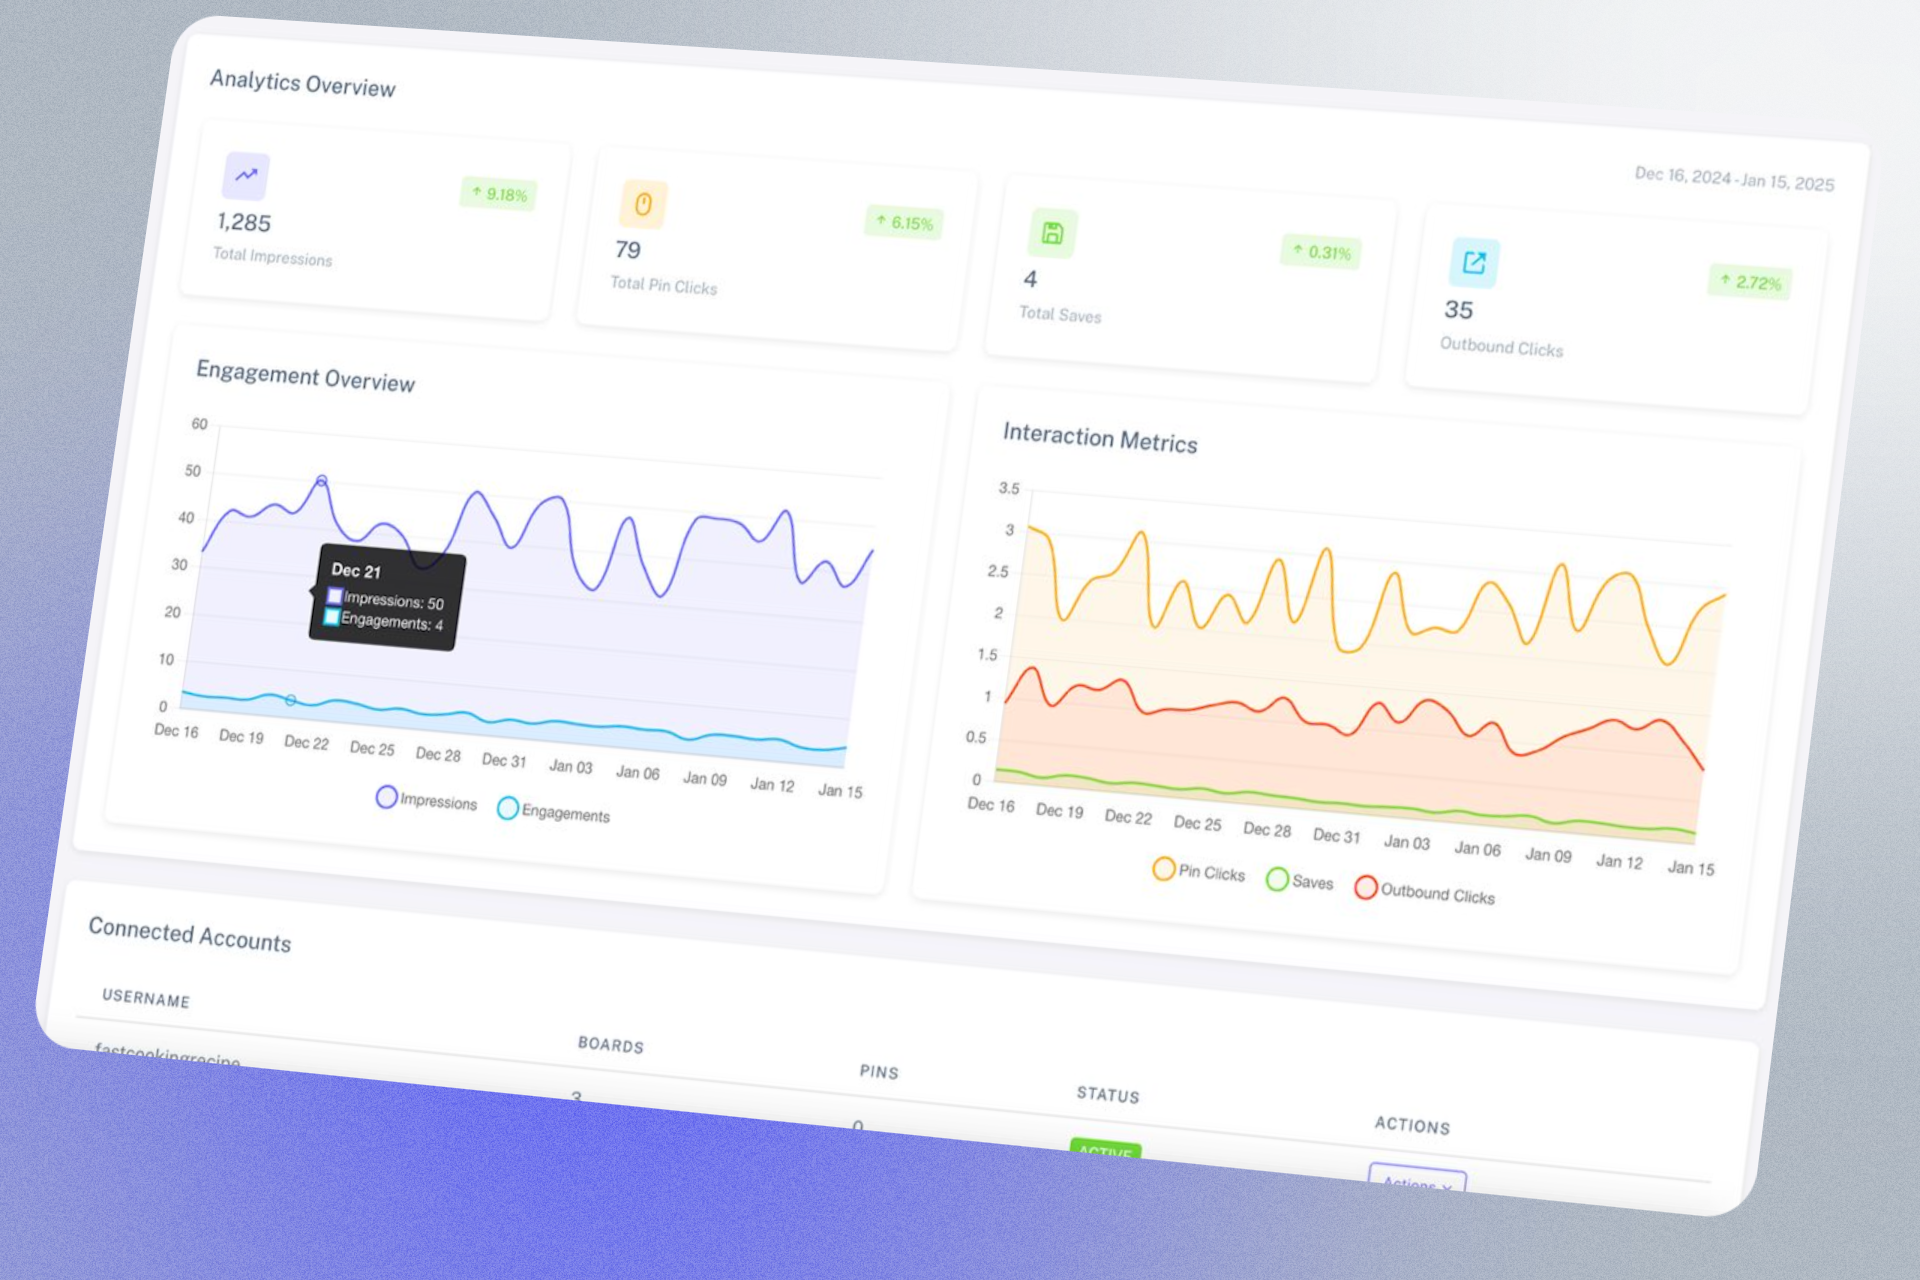 Analytics Overview
Dec 16, 2024 - Jan 15, 2025
↑ 9.18%
1,285
Total Impressions
↑ 6.15%
79
Total Pin Clicks
↑ 0.31%
4
Total Saves
↑ 2.72%
35
Outbound Clicks
Engagement Overview
60
50
40
30
20
10
0
Dec 21
Impressions: 50
Engagements: 4
Dec 16 Dec 19 Dec 22 Dec 25 Dec 28 Dec 31 Jan 03 Jan 06 Jan 09 Jan 12 Jan 15
Impressions Engagements
Interaction Metrics
3.5
3
2.5
2
1.5
1
0.5
0
Dec 16 Dec 19 Dec 22 Dec 25 Dec 28 Dec 31 Jan 03 Jan 06 Jan 09 Jan 12 Jan 15
Pin Clicks Saves Outbound Clicks
Connected Accounts
USERNAME BOARDS PINS STATUS ACTIONS
fastcookingrecipe 3 0 ACTIVE Actions